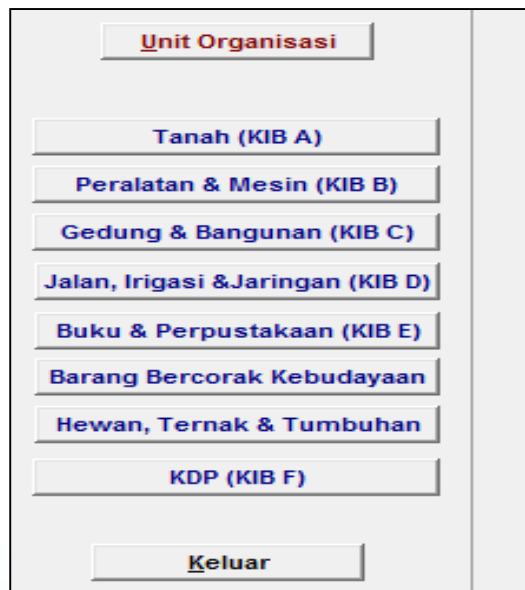 Unit Organisasi
Tanah (KIB A)
Peralatan & Mesin (KIB B)
Gedung & Bangunan (KIB C)
Jalan, Irigasi &Jaringan (KIB D)
Buku & Perpustakaan (KIB E)
Barang Bercorak Kebudayaan
Hewan, Ternak & Tumbuhan
KDP (KIB F)
Keluar